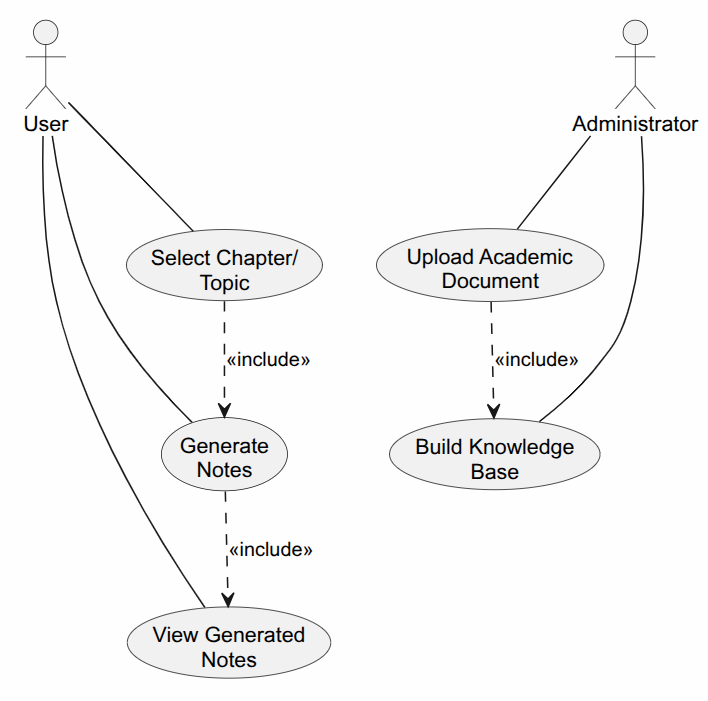 User
Administrator
Select Chapter/
Topic
Upload Academic
Document
«include»
«include»
Generate
Notes
Build Knowledge
Base
«include»
View Generated
Notes